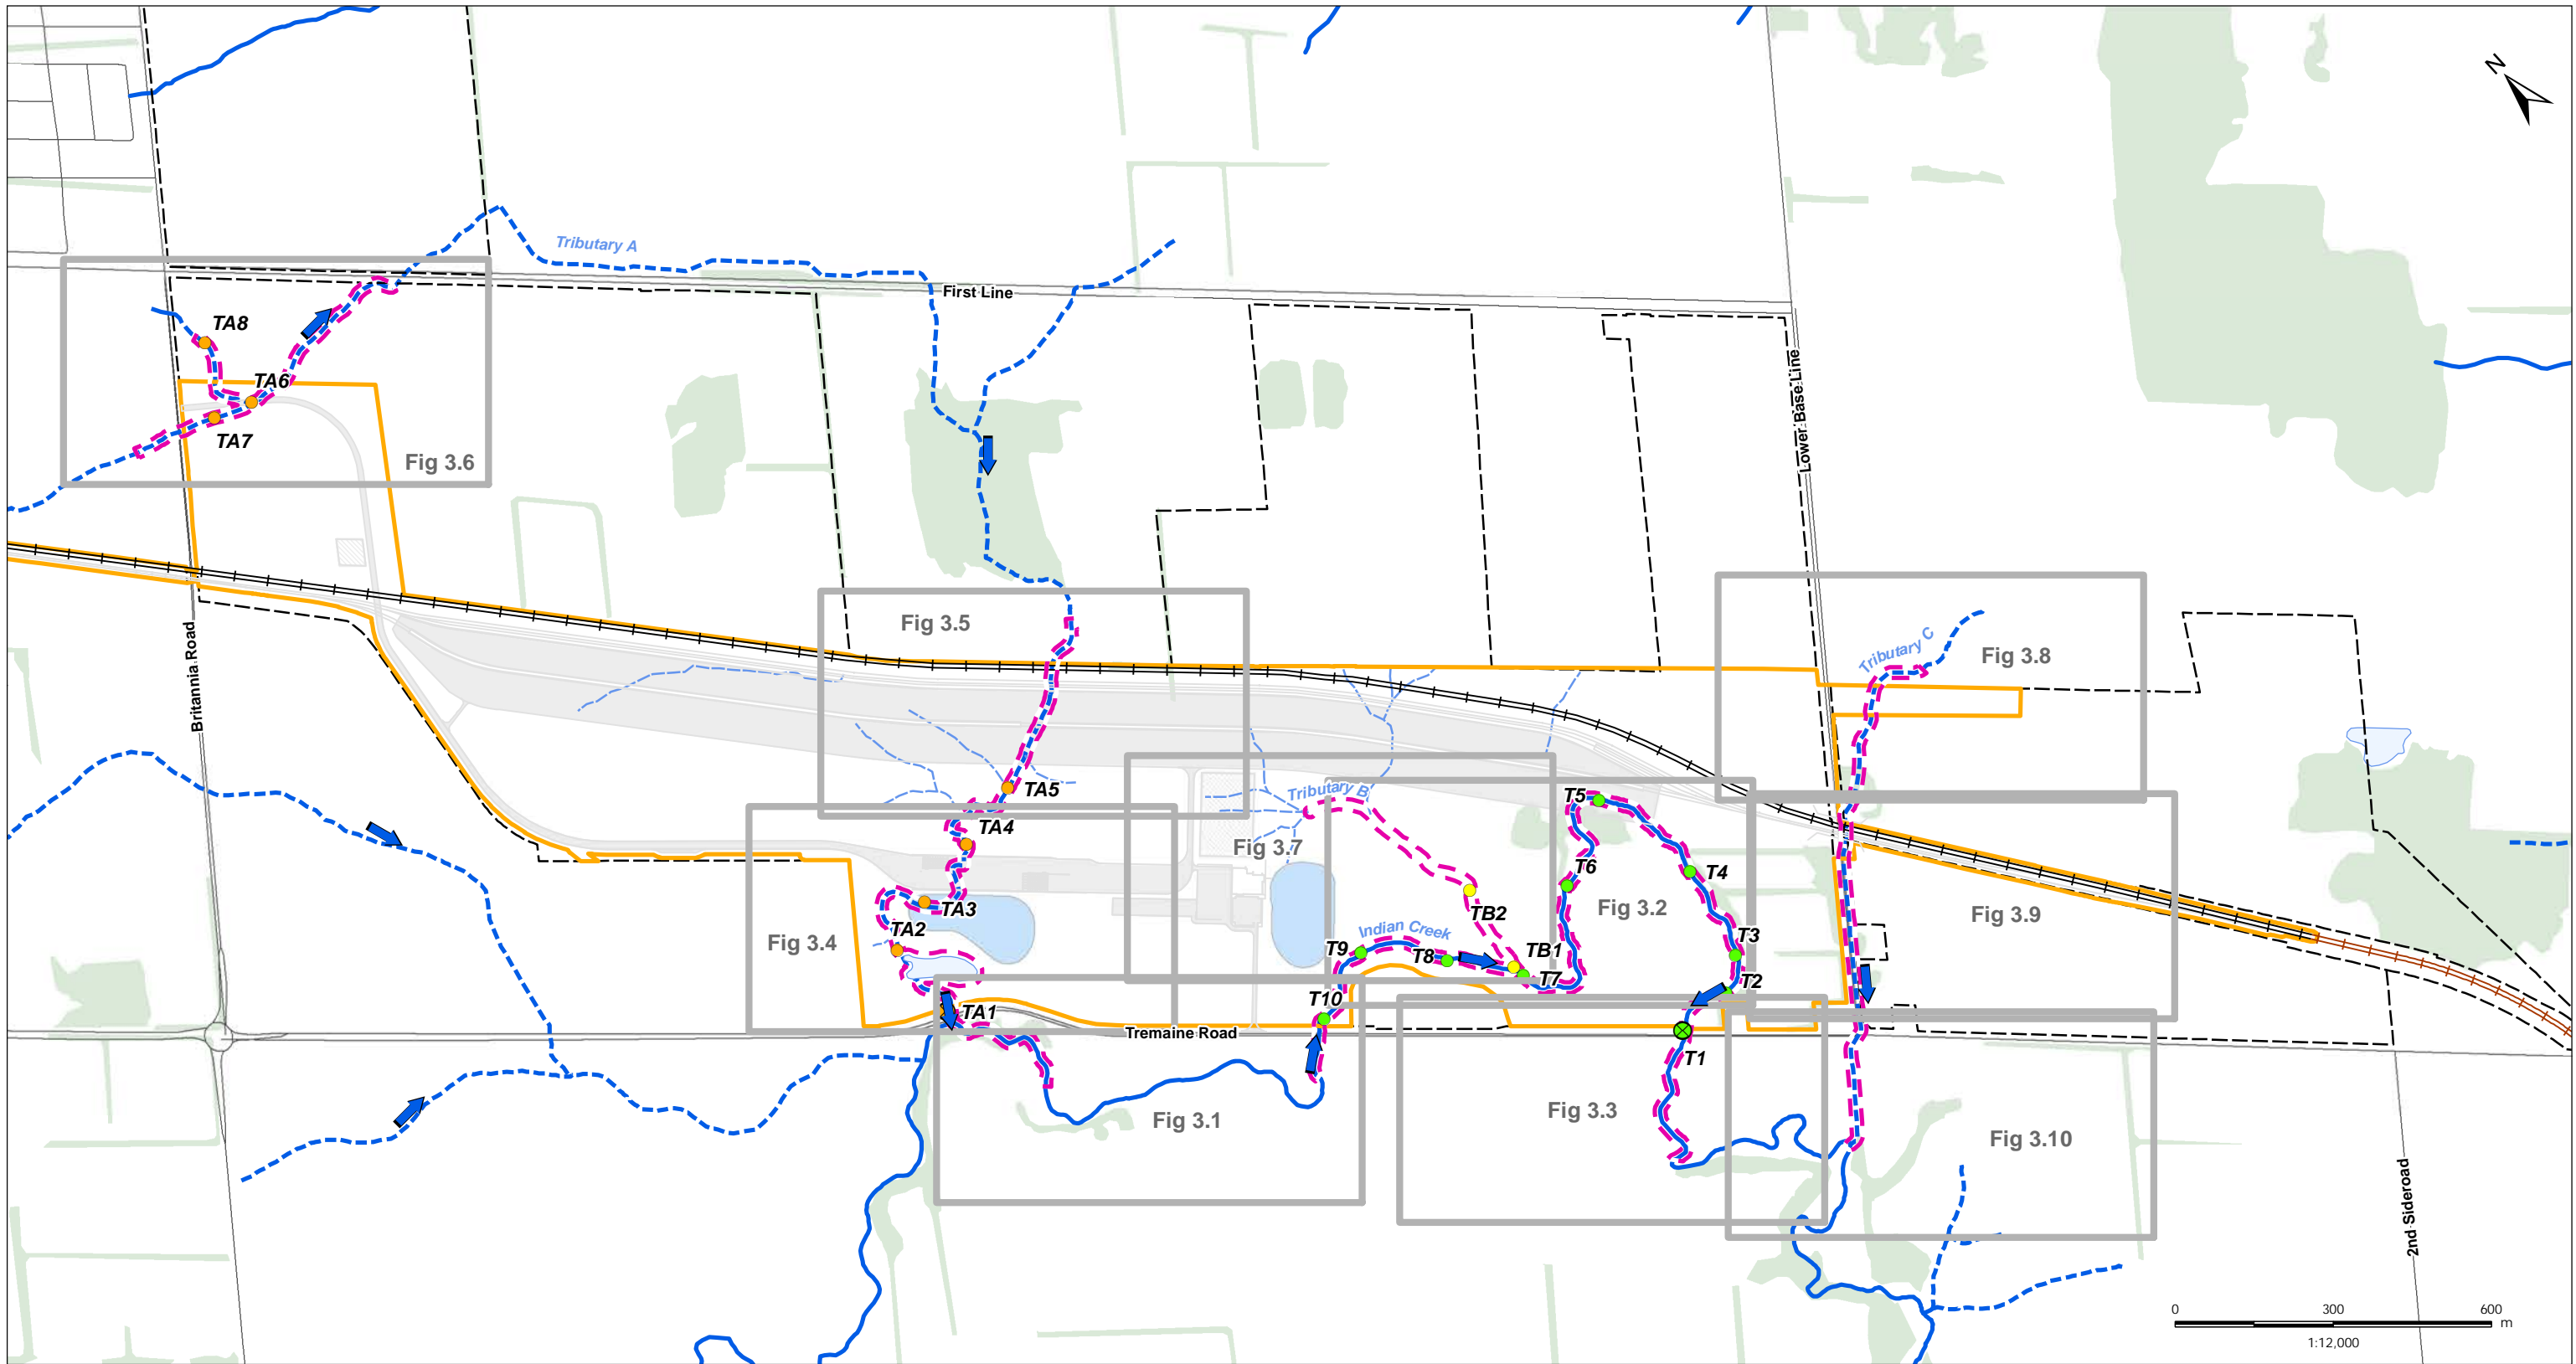 N
Tributary A
First Line
TA8
TA6
TA7
Fig 3.6
Lower Base Line
Fig 3.5
Britannia Road
Tributary C
Fig 3.8
TA5
Tributary B
T5
TA4
Fig 3.7
T6
T4
TA3
TB2
Fig 3.2
Fig 3.9
TA2
Indian Creek
Fig 3.4
T9
T8
TB1
T3
T7
T2
T10
TA1
Tremaine Road
T1
Fig 3.1
Fig 3.3
Fig 3.10
2nd Sideroad
0 300 600
m
1:12,000